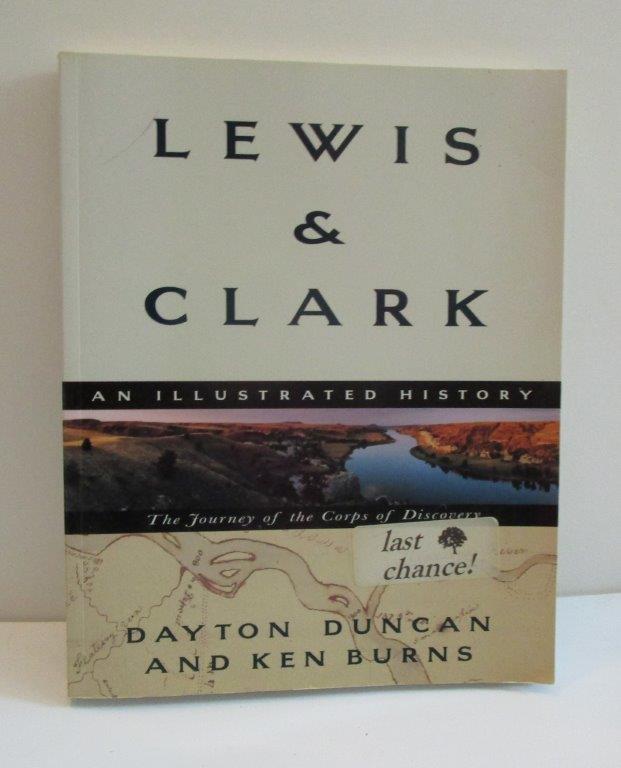 LEWIS
&
CLARK
AN ILLUSTRATED HISTORY
The Journey of the Corps of Discovery
last
chance!
DAYTON DUNCAN
AND KEN BURNS